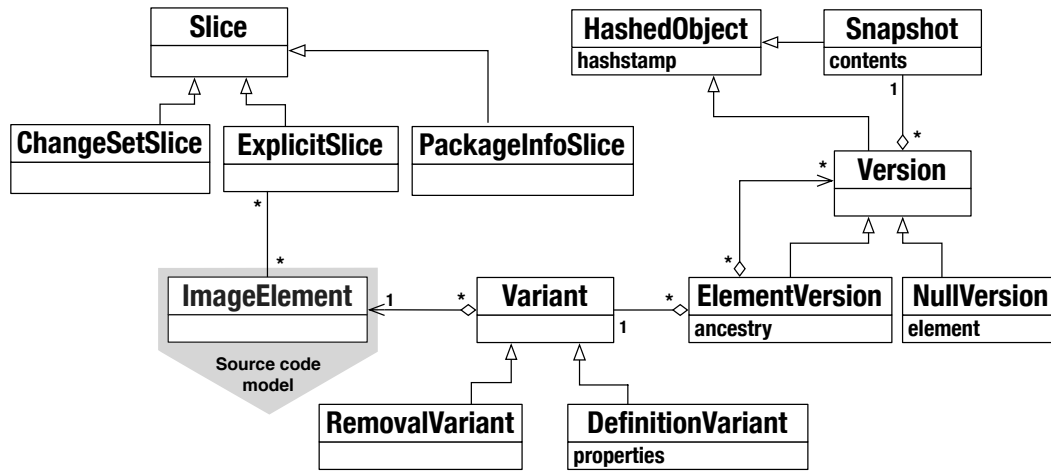 Slice
HashedObject
hashstamp
Snapshot
contents
1
*
ChangeSetSlice
ExplicitSlice
PackageInfoSlice
Version
*
*
*
*
ImageElement
1
*
Variant
1
*
ElementVersion
ancestry
NullVersion
element
Source code
model
RemovalVariant
DefinitionVariant
properties